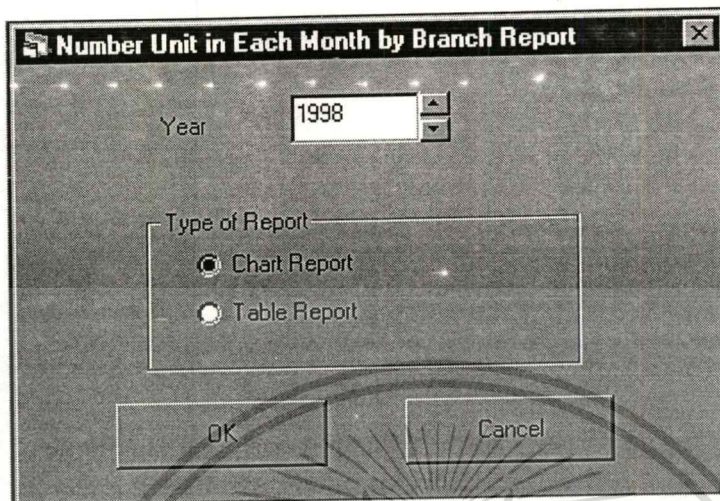 Number Unit in Each Month by Branch Report
Year 1998
Type of Report
Chart Report
Table Report
OK Cancel